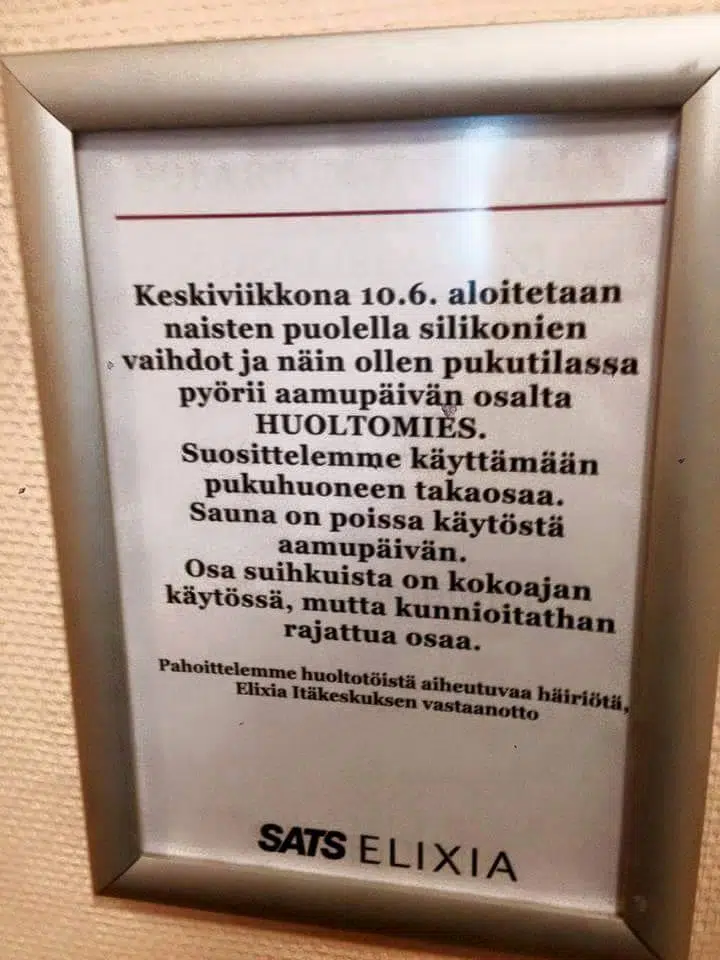 Keskiviikkona 10.6. aloitetaan
naisten puolella silikonien
vaihdot ja näin ollen pukutilassa
pyörii aamupäivän osalta
HUOLTOMIES.
Suosittelemme käyttämään
pukuhuoneen takaosaa.
Sauna on poissa käytöstä
aamupäivän.
Osa suihkuista on kokoajan
käytössä, mutta kunnioitathan
rajattua osaa.
Pahoittelemme huoltotöistä aiheutuvaa häiriötä,
Elixia Itäkeskuksen vastaanotto
SATS ELIXIA